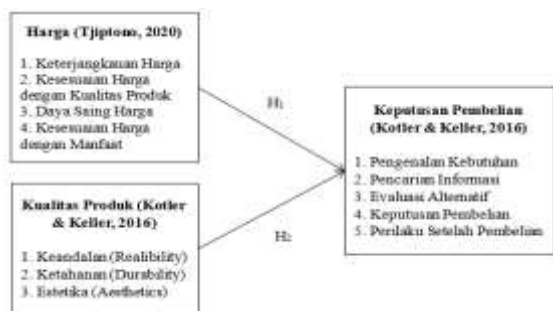 Harga (Tjiptono, 2020)
1. Keterjangkauan Harga
2. Kesesuaian Harga
dengan Kualitas Produk
3. Daya Saing Harga
4. Kesesuaian Harga
dengan Manfaat
H₁
Keputusan Pembelian
(Kotler & Keller, 2016)
1. Pengenalan Kebutuhan
2. Pencarian Informasi
3. Evaluasi Alternatif
4. Keputusan Pembelian
5. Perilaku Setelah Pembelian
Kualitas Produk (Kotler
& Keller, 2016)
1. Keandalan (Realibility)
2. Ketahanan (Durability)
3. Estetika (Aesthetics)
H₂